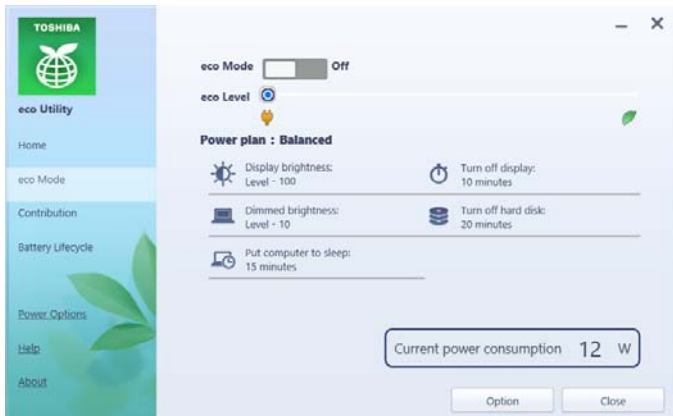 TOSHIBA
eco Utility
Home
eco Mode
Contribution
Battery Lifecycle
Power Options
Help
About
eco Mode Off
eco Level
Power plan : Balanced
Display brightness:
Level - 100
Turn off display:
10 minutes
Dimmed brightness:
Level - 10
Turn off hard disk:
20 minutes
Put computer to sleep:
15 minutes
Current power consumption 12 W
Option Close